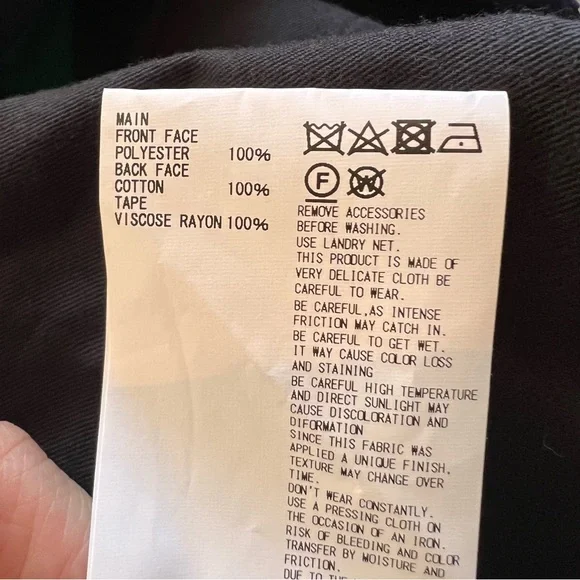 MAIN
FRONT FACE
POLYESTER 100%
BACK FACE
COTTON 100%
TAPE
VISCOSE RAYON 100%
F
W
REMOVE ACCESSORIES
BEFORE WASHING.
USE LANDRY NET.
THIS PRODUCT IS MADE OF
VERY DELICATE CLOTH BE
CAREFUL TO WEAR.
BE CAREFUL,AS INTENSE
FRICTION MAY CATCH IN.
BE CAREFUL TO GET WET.
IT WAY CAUSE COLOR LOSS
AND STAINING
BE CAREFUL HIGH TEMPERATURE
AND DIRECT SUNLIGHT MAY
CAUSE DISCOLORATION AND
DIFORMATION
SINCE THIS FABRIC WAS
APPLIED A UNIQUE FINISH,
TEXTURE MAY CHANGE OVER
TIME.
DON'T WEAR CONSTANTLY.
USE A PRESSING CLOTH ON
THE OCCASION OF AN IRON.
RISK OF BLEEDING AND COLOR
TRANSFER BY MOISTURE AND
FRICTION.
DUE TO